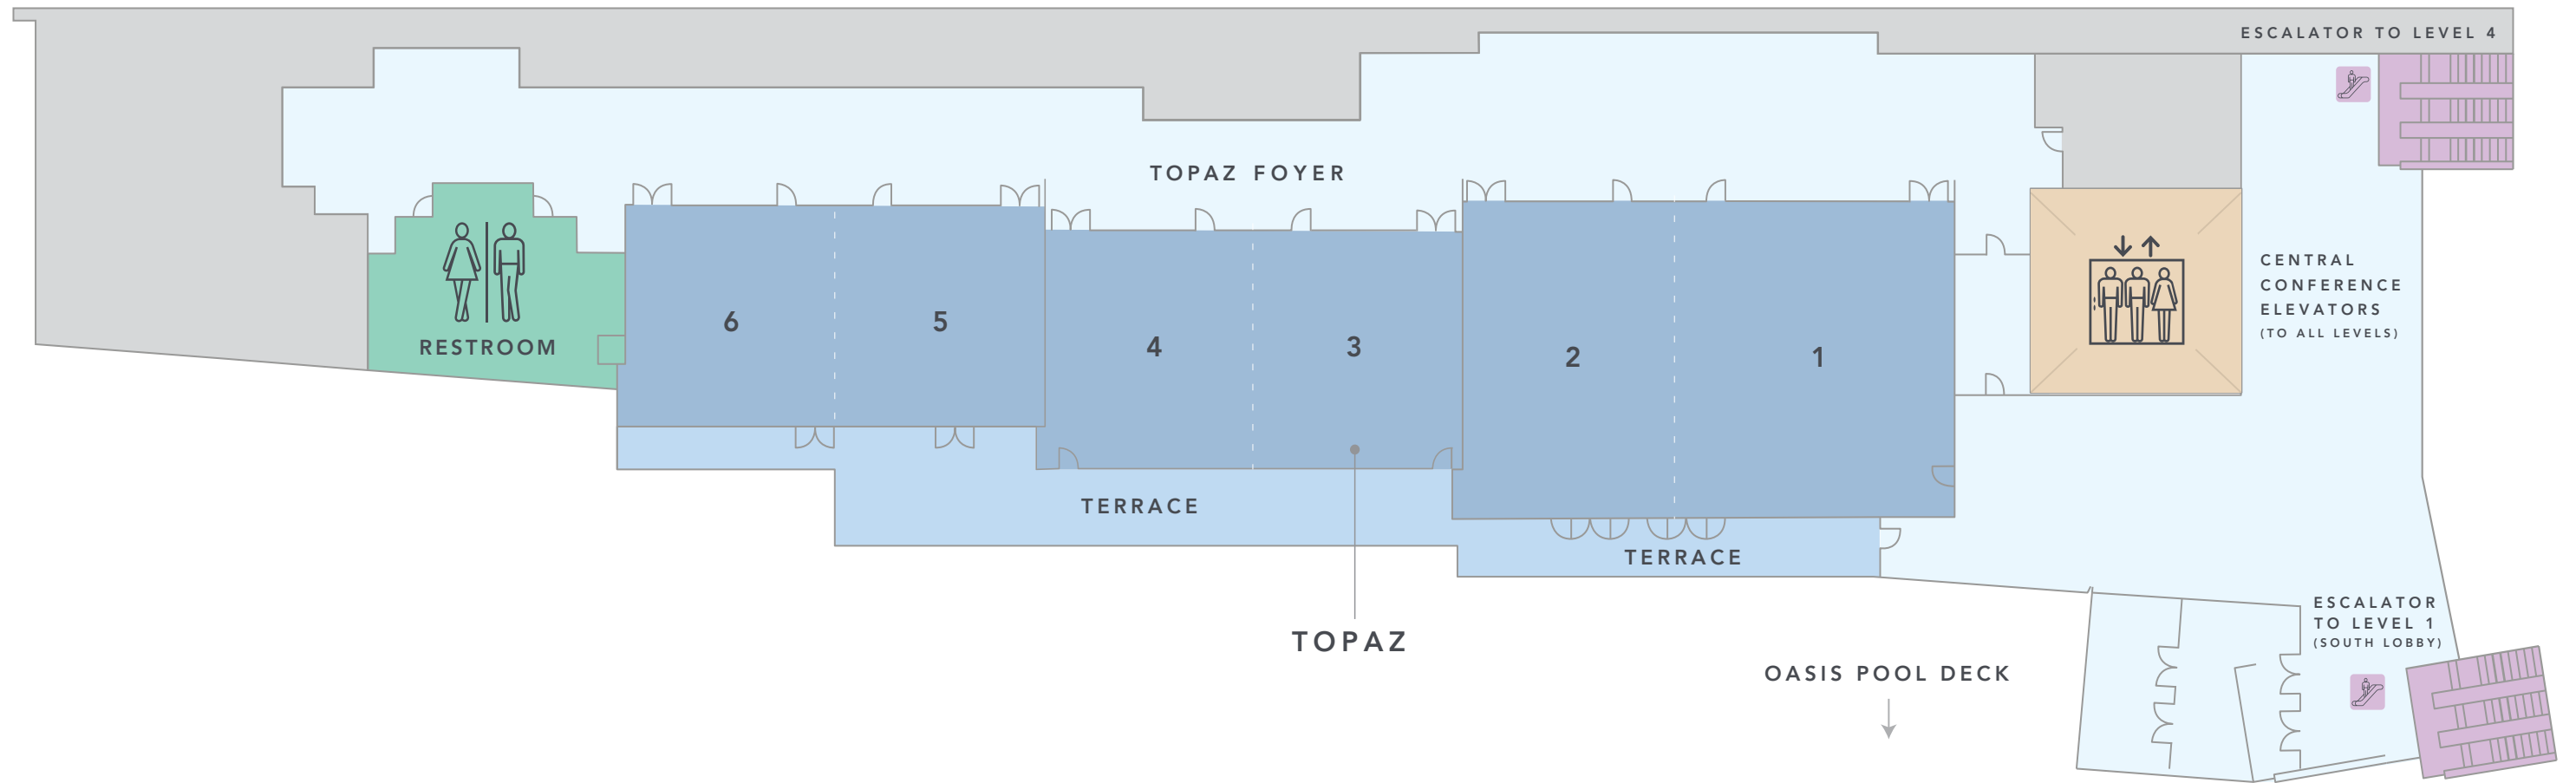 ESCALATOR TO LEVEL 4
TOPAZ FOYER
RESTROOM
6
5
4
3
2
1
CENTRAL
CONFERENCE
ELEVATORS
(TO ALL LEVELS)
TERRACE
TERRACE
TOPAZ
OASIS POOL DECK
ESCALATOR
TO LEVEL 1
(SOUTH LOBBY)